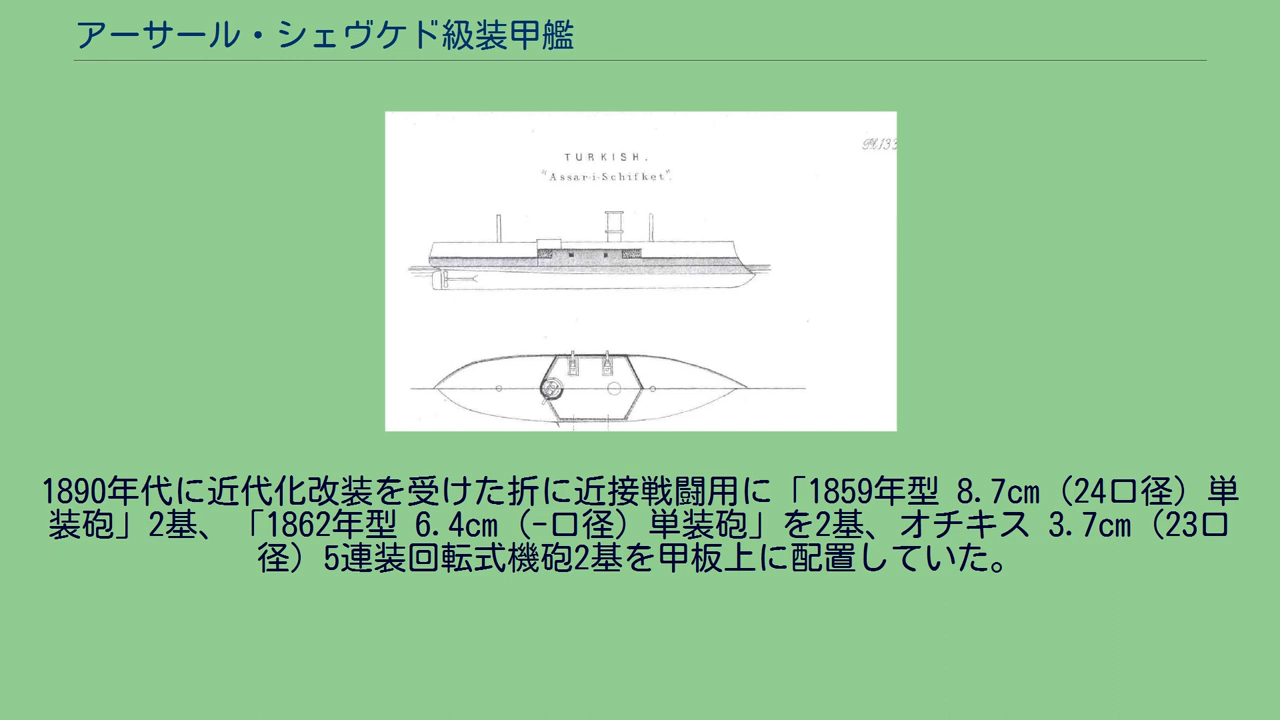 アーサール・シェヴケド級装甲艦
Pl.133
TURKISH.
"Assar-i-Schifket".
1890年代に近代化改装を受けた折に近接戦闘用に「1859年型 8.7cm（24口径）単
装砲」2基、「1862年型 6.4cm（-口径）単装砲」を2基、オチキス 3.7cm（23口
径）5連装回転式機砲2基を甲板上に配置していた。